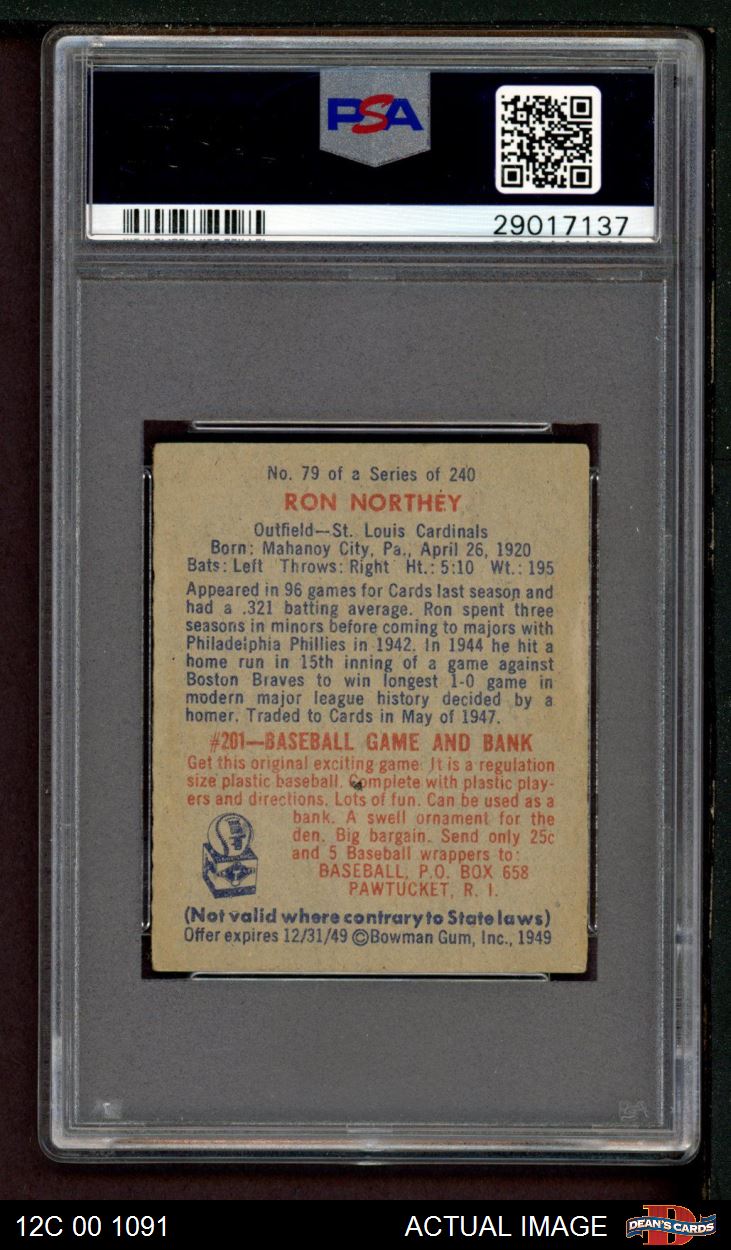 PSA
29017137
No. 79 of a Series of 240
RON NORTHEY
Outfield—St. Louis Cardinals
Born: Mahanoy City, Pa., April 26, 1920
Bats: Left Throws: Right Ht.: 5:10 Wt.: 195
Appeared in 96 games for Cards last season and
had a .321 batting average. Ron spent three
seasons in minors before coming to majors with
Philadelphia Phillies in 1942. In 1944 he hit a
home run in 15th inning of a game against
Boston Braves to win longest 1-0 game in
modern major league history decided by a
homer. Traded to Cards in May of 1947.
#201—BASEBALL GAME AND BANK
Get this original exciting game. It is a regulation
size plastic baseball. Complete with plastic play-
ers and directions. Lots of fun. Can be used as a
bank. A swell ornament for the
den. Big bargain. Send only 25c
and 5 Baseball wrappers to:
BASEBALL, P.O. BOX 658
PAWTUCKET, R. I.
(Not valid where contrary to State laws)
Offer expires 12/31/49 ©Bowman Gum, Inc., 1949
PSA
12C 00 1091
ACTUAL IMAGE
DEAN'S CARDS